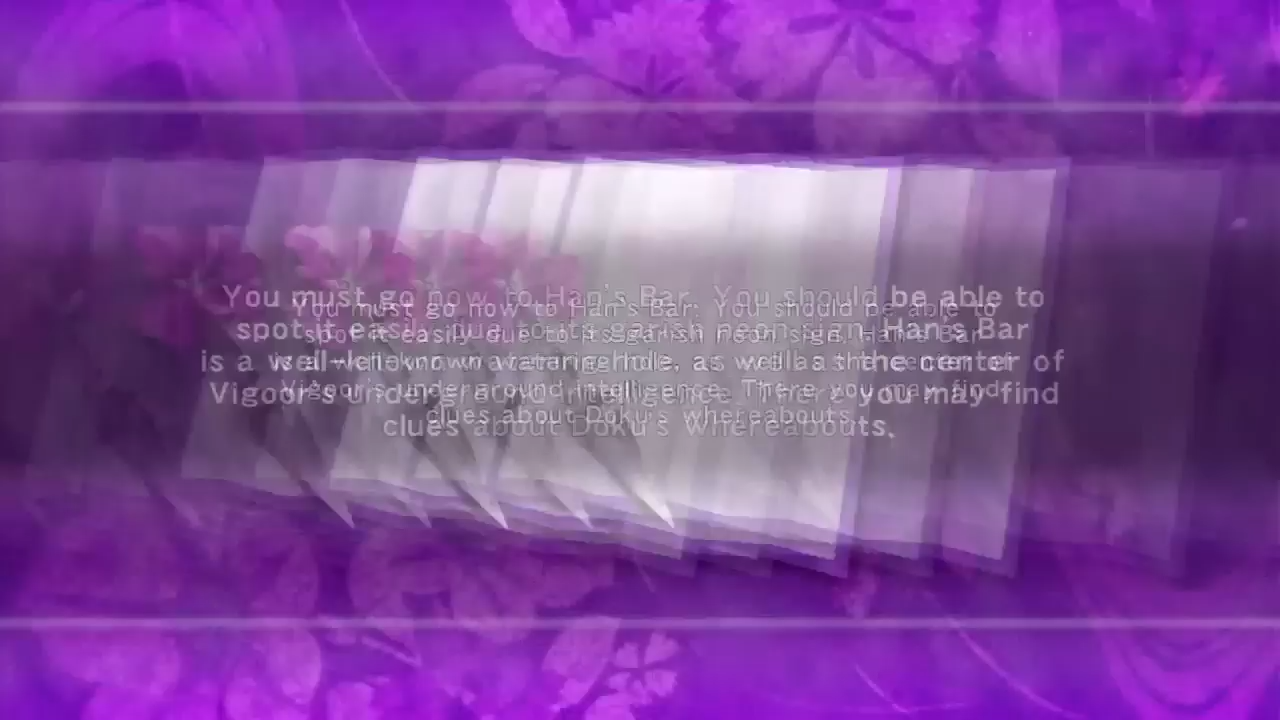 You must go now to Han's Bar. You should be able to
spot it easily due to its garish neon sign. Han's Bar
is a well-known watering hole, as well as the center of
Vigoor's underground intelligence. There you may find
clues about Doku's whereabouts.